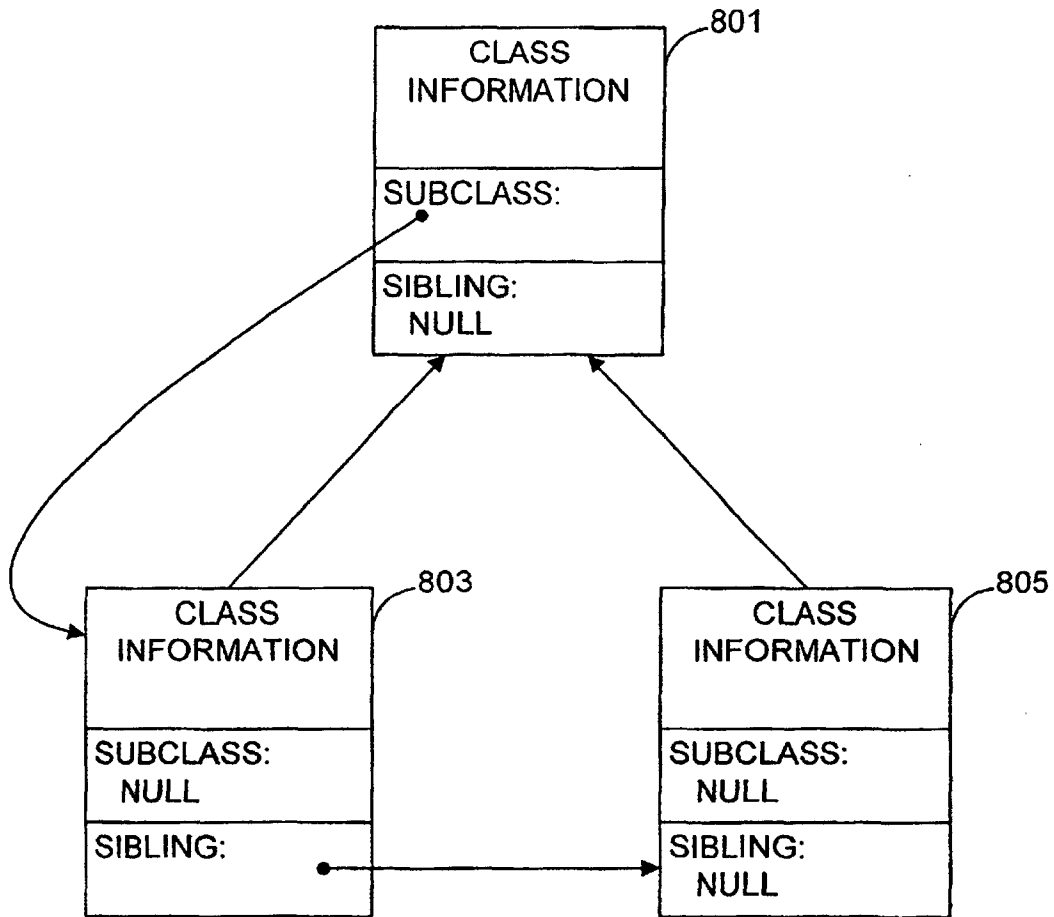 801
CLASS
INFORMATION
SUBCLASS:
SIBLING:
NULL
803
CLASS
INFORMATION
SUBCLASS:
NULL
SIBLING:
805
CLASS
INFORMATION
SUBCLASS:
NULL
SIBLING:
NULL